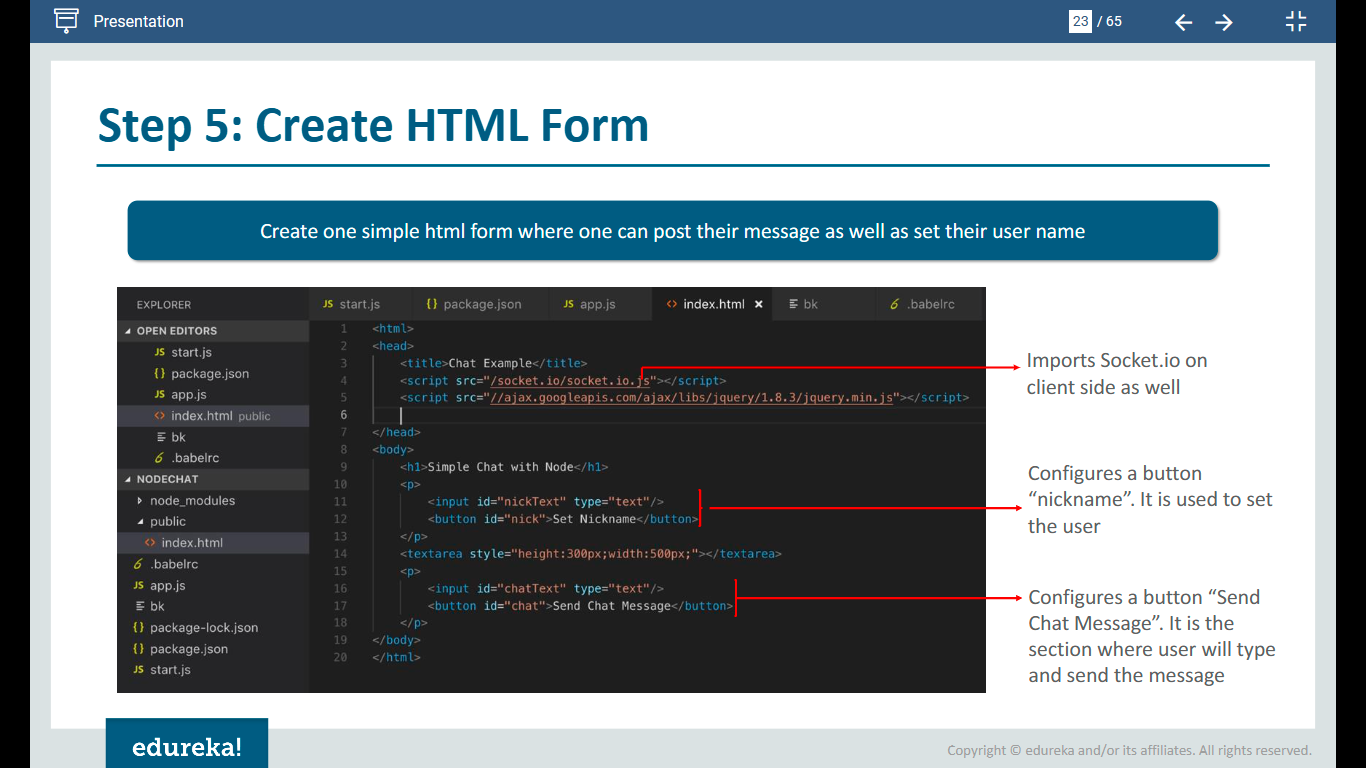 Presentation
23 / 65
Step 5: Create HTML Form
Create one simple html form where one can post their message as well as set their user name
EXPLORER
OPEN EDITORS
JS start.js
{} package.json
JS app.js
<> index.html public
bk
6 .babelrc
NODECHAT
node_modules
public
<> index.html
6 .babelrc
JS app.js
bk
{} package-lock.json
{} package.json
JS start.js
JS start.js {} package.json JS app.js <> index.html × bk 6 .babelrc
1 <html>
2 <head>
3 <title>Chat Example</title>
4 <script src="/socket.io/socket.io.js"></script>
5 <script src="//ajax.googleapis.com/ajax/libs/jquery/1.8.3/jquery.min.js"></script>
6
7 </head>
8 <body>
9 <h1>Simple Chat with Node</h1>
10 <p>
11 <input id="nickText" type="text"/>
12 <button id="nick">Set Nickname</button>
13 </p>
14 <textarea style="height:300px;width:500px;"></textarea>
15 <p>
16 <input id="chatText" type="text"/>
17 <button id="chat">Send Chat Message</button>
18 </p>
19 </body>
20 </html>
Imports Socket.io on
client side as well
Configures a button
“nickname”. It is used to set
the user
Configures a button “Send
Chat Message”. It is the
section where user will type
and send the message
edureka!
Copyright © edureka and/or its affiliates. All rights reserved.